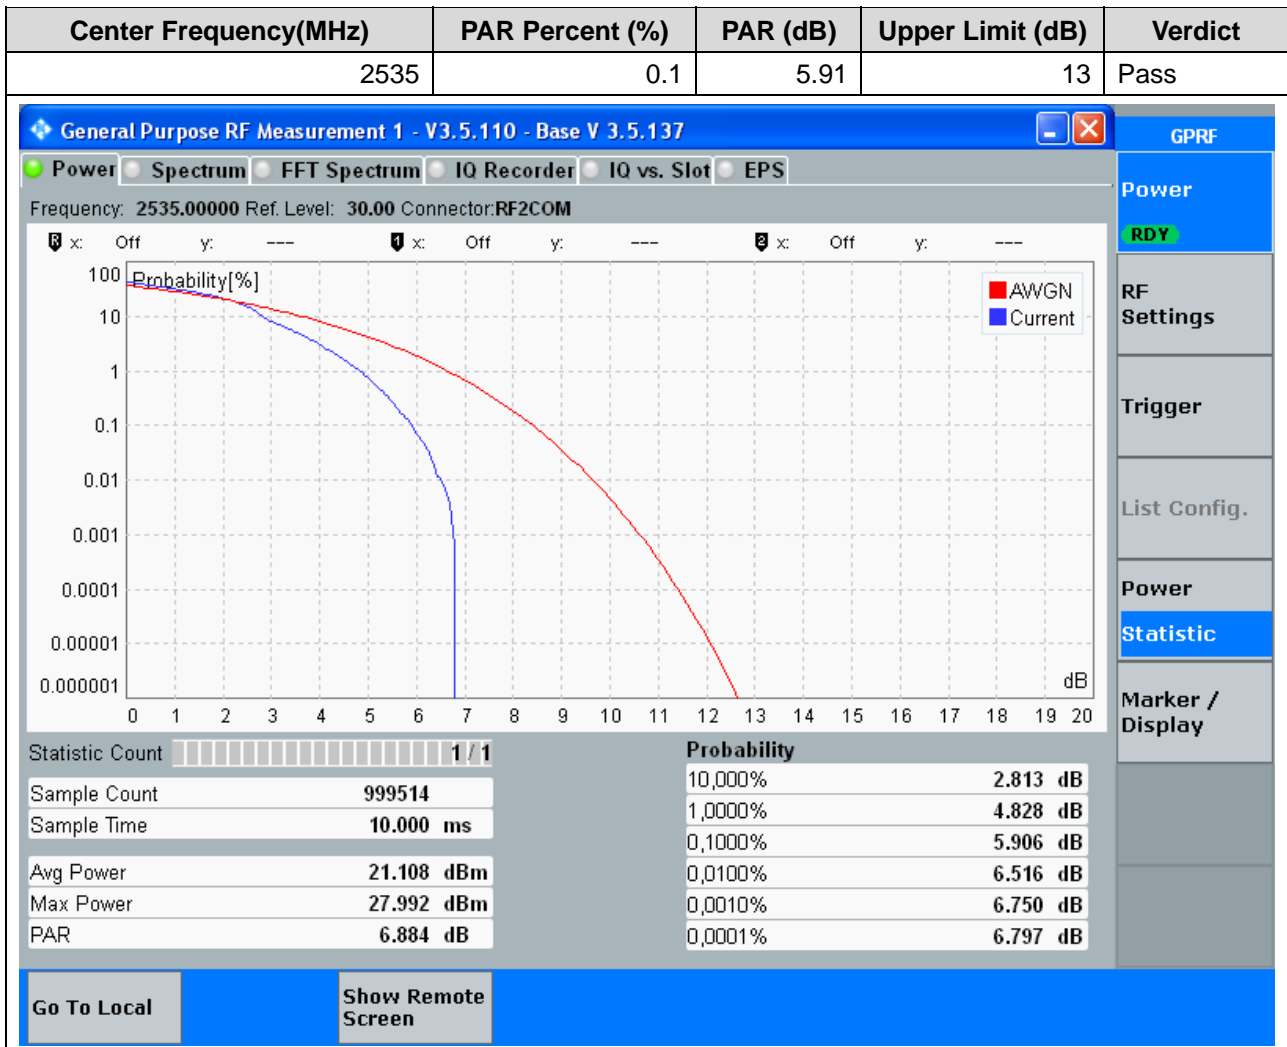 Center Frequency(MHz) PAR Percent (%) PAR (dB) Upper Limit (dB) Verdict
2535 0.1 5.91 13 Pass
General Purpose RF Measurement 1 - V3.5.110 - Base V 3.5.137
GPRF
Power Spectrum FFT Spectrum IQ Recorder IQ vs. Slot EPS
Frequency: 2535.00000 Ref. Level: 30.00 Connector:RF2COM
R x: Off y: --- 1 x: Off y: --- 2 x: Off y: ---
Probability[%]
AWGN
Current
100
10
1
0.1
0.01
0.001
0.0001
0.00001
0.000001
dB
0 1 2 3 4 5 6 7 8 9 10 11 12 13 14 15 16 17 18 19 20
Statistic Count 1 / 1
Sample Count 999514
Sample Time 10.000 ms
Avg Power 21.108 dBm
Max Power 27.992 dBm
PAR 6.884 dB
Probability
10,000% 2.813 dB
1,0000% 4.828 dB
0,1000% 5.906 dB
0,0100% 6.516 dB
0,0010% 6.750 dB
0,0001% 6.797 dB
Power
RDY
RF
Settings
Trigger
List Config.
Power
Statistic
Marker /
Display
Go To Local
Show Remote
Screen